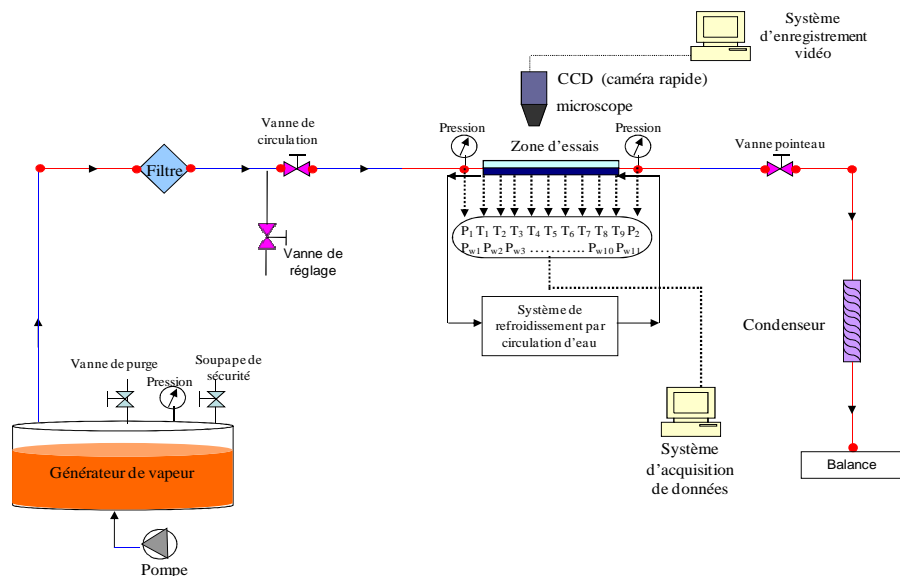 Système
d'enregistrement
vidéo
CCD (caméra rapide)
microscope
Vanne de
circulation
Pression
Zone d'essais
Pression
Vanne pointeau
Filtre
P1 T1 T2 T3 T4 T5 T6 T7 T8 T9 P2
Pw1 Pw2 Pw3 ........... Pw10 Pw11
Vanne de
réglage
Système de
refroidissement par
circulation d'eau
Condenseur
Vanne de purge
Pression
Soupape de
sécurité
Générateur de vapeur
Système
d'acquisition
de données
Balance
Pompe